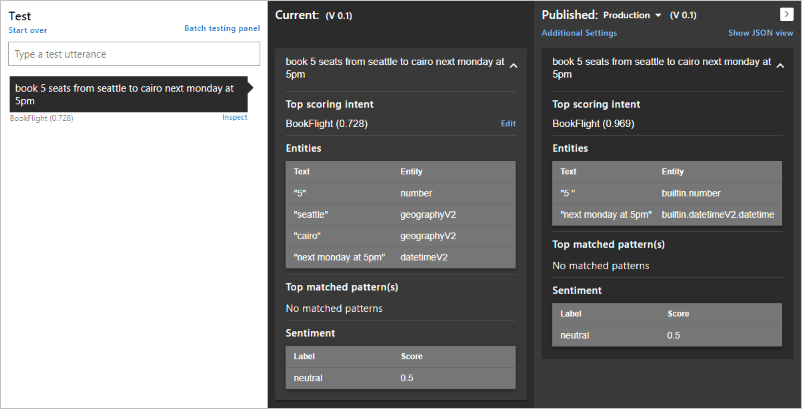 Test
Start over
Batch testing panel
Type a test utterance
book 5 seats from seattle to cairo next monday at
5pm
BookFlight (0.728)
Inspect
Current: (V 0.1)
book 5 seats from seattle to cairo next monday at
5pm
Top scoring intent
BookFlight (0.728)
Edit
Entities
Text Entity
"5" number
"seattle" geographyV2
"cairo" geographyV2
"next monday at 5pm" datetimeV2
Top matched pattern(s)
No matched patterns
Sentiment
Label Score
neutral 0.5
Published: Production (V 0.1)
Additional Settings
Show JSON view
book 5 seats from seattle to cairo next monday at
5pm
Top scoring intent
BookFlight (0.969)
Entities
Text Entity
"5 " builtin.number
"next monday at 5pm" builtin.datetimeV2.datetime
Top matched pattern(s)
No matched patterns
Sentiment
Label Score
neutral 0.5